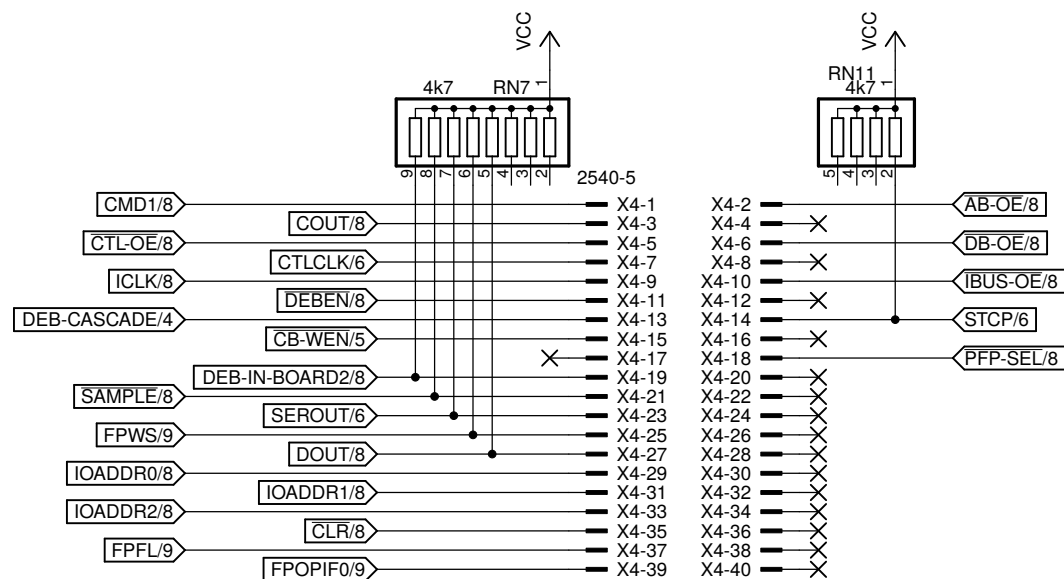 VCC
VCC
4k7 RN7 1
RN11
4k7 1
9 8 7 6 5 4 3 2
5 4 3 2
2540-5
CMD1/8 X4-1 X4-2 AB-OE/8
COUT/8 X4-3 X4-4
CTL-OE/8 X4-5 X4-6 DB-OE/8
CTLCLK/6 X4-7 X4-8
ICLK/8 X4-9 X4-10 IBUS-OE/8
DEBEN/8 X4-11 X4-12
DEB-CASCADE/4 X4-13 X4-14 STCP/6
CB-WEN/5 X4-15 X4-16
X4-17 X4-18 PFP-SEL/8
DEB-IN-BOARD2/8 X4-19 X4-20
SAMPLE/8 X4-21 X4-22
SEROUT/6 X4-23 X4-24
FPWS/9 X4-25 X4-26
DOUT/8 X4-27 X4-28
IOADDR0/8 X4-29 X4-30
IOADDR1/8 X4-31 X4-32
IOADDR2/8 X4-33 X4-34
CLR/8 X4-35 X4-36
FPFL/9 X4-37 X4-38
FPOPIF0/9 X4-39 X4-40